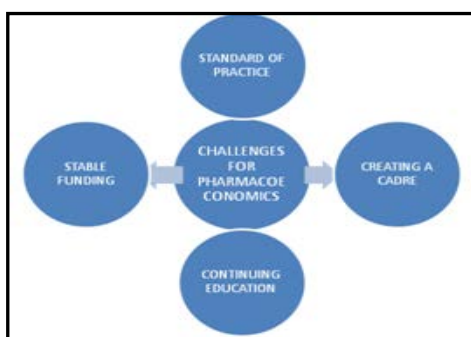 STANDARD OF
PRACTICE
STABLE
FUNDING
CHALLENGES
FOR
PHARMACOE
CONOMICS
CREATING A
CADRE
CONTINUING
EDUCATION